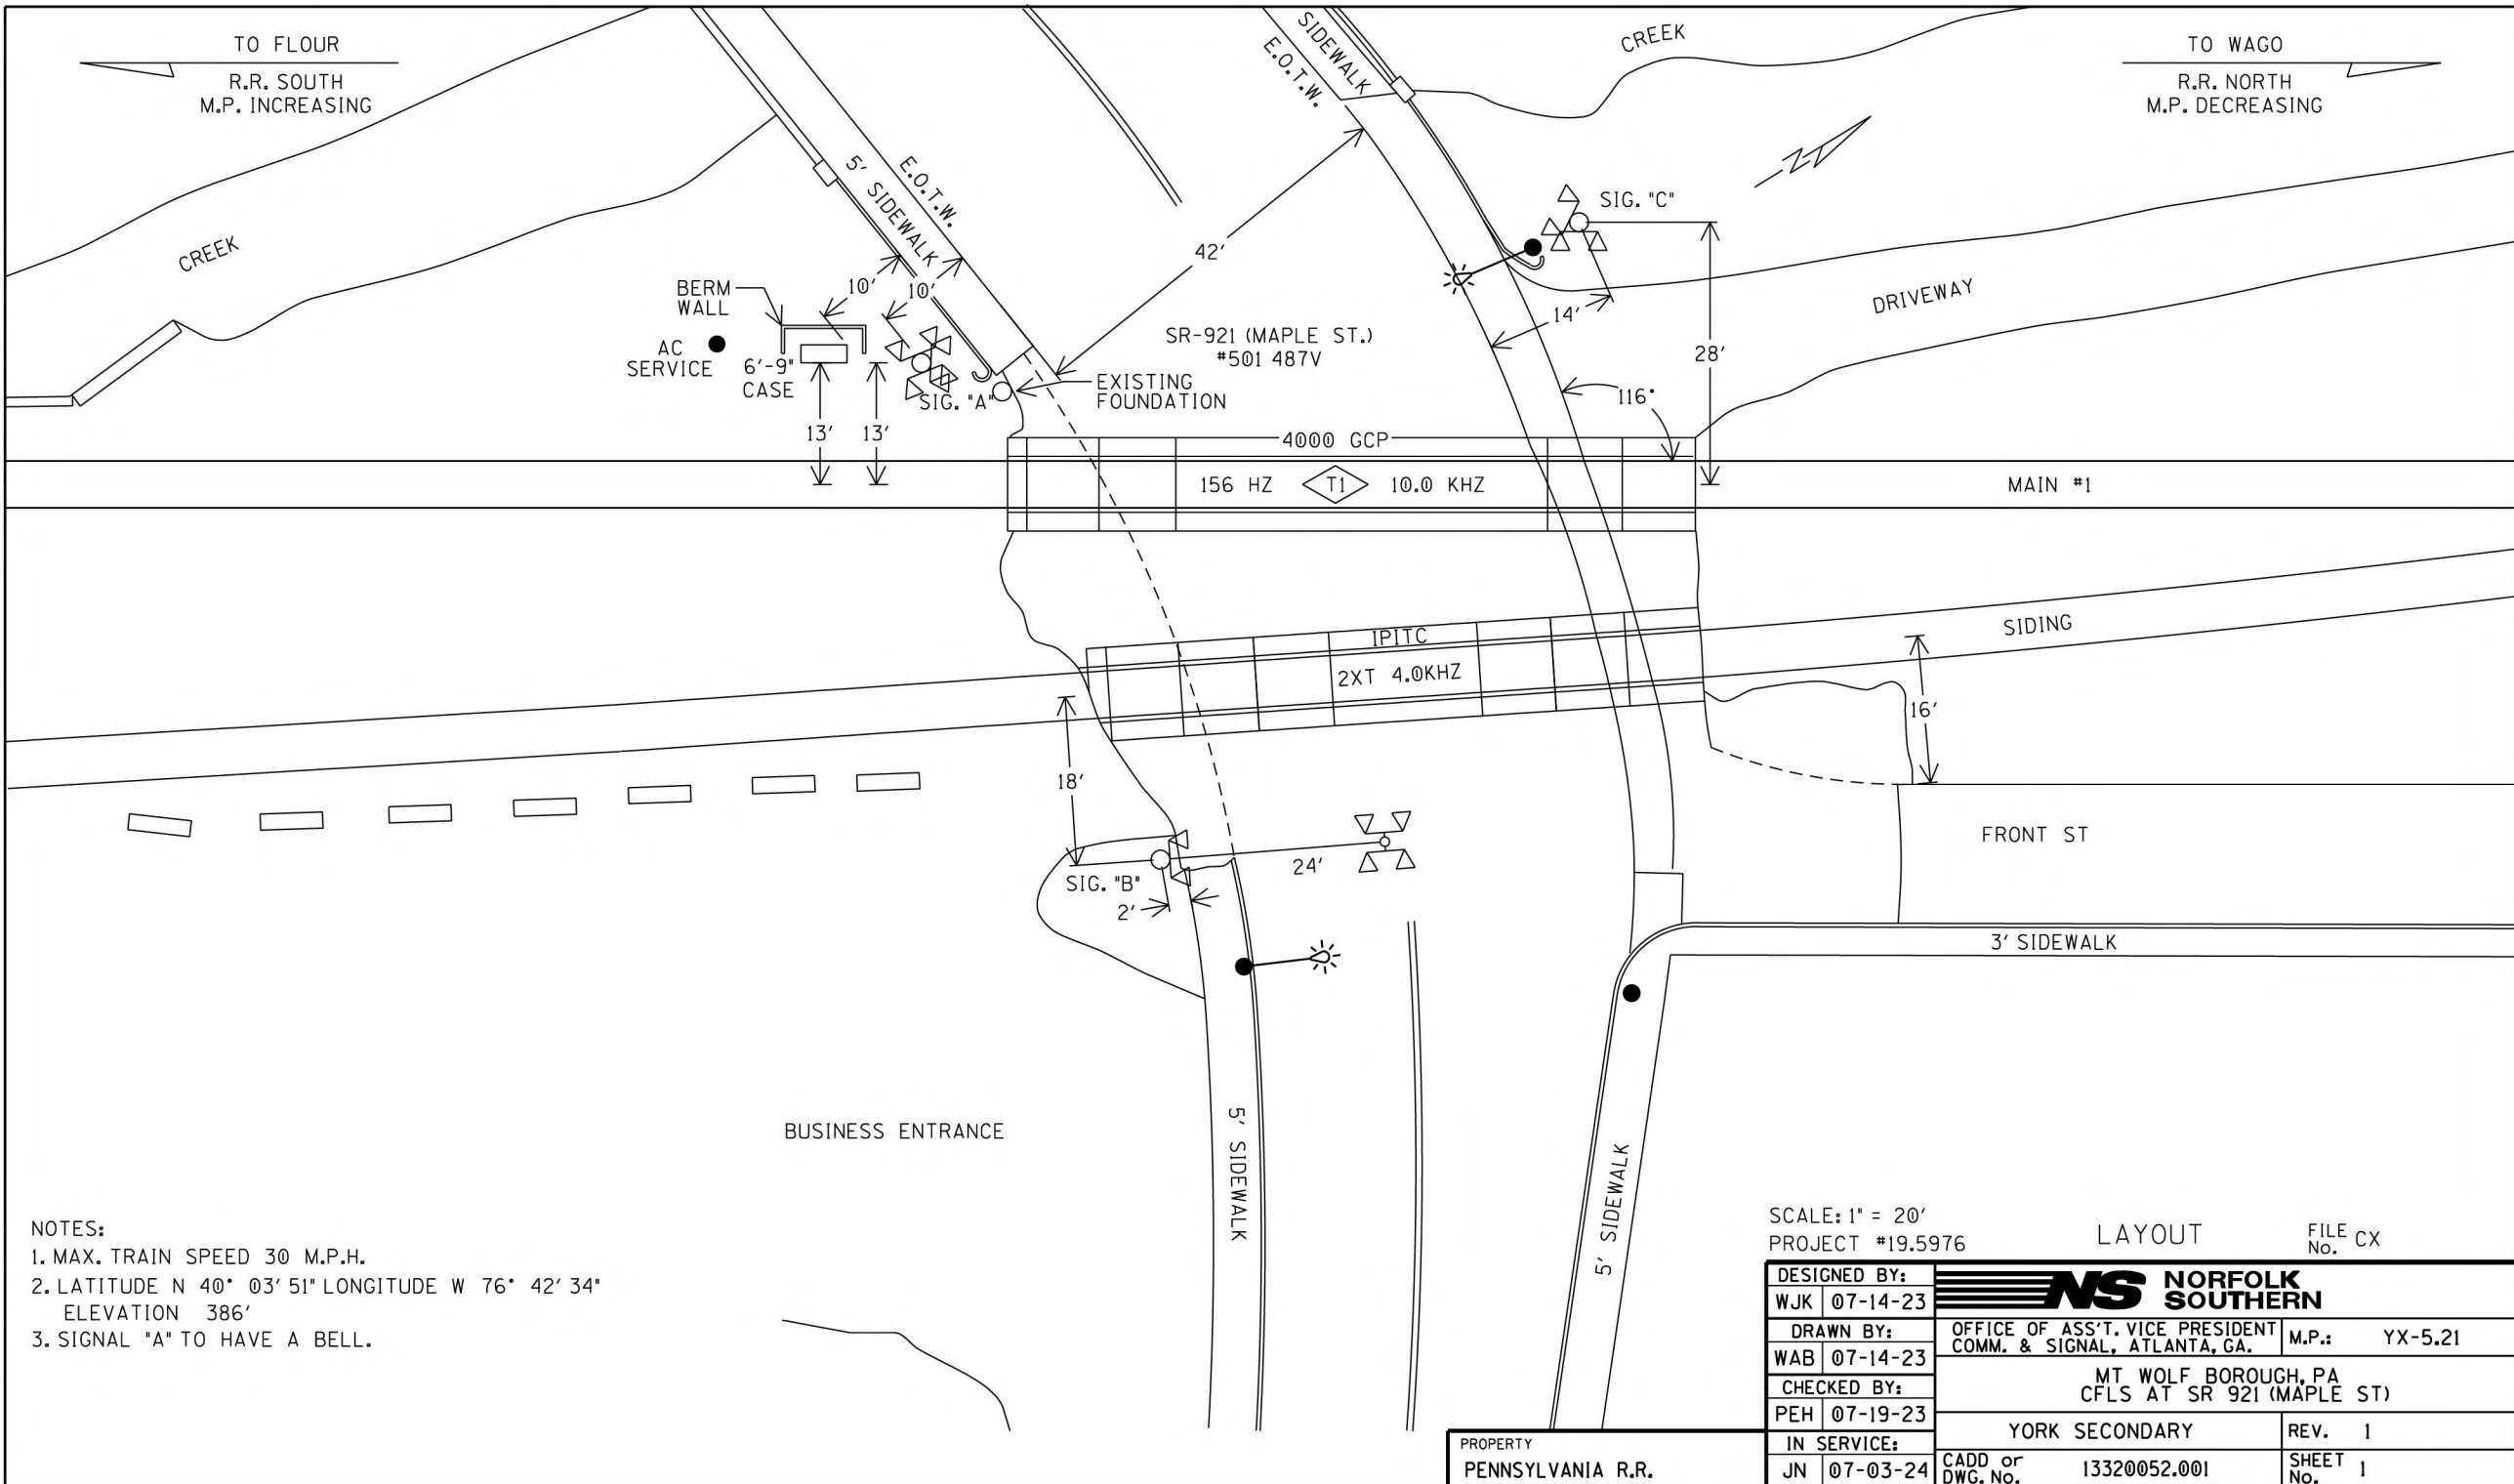 TO FLOUR
R.R. SOUTH
M.P. INCREASING
CREEK
5' SIDEWALK
E.O.T.W.
E.O.T.W.
SIDEWALK
CREEK
TO WAGO
R.R. NORTH
M.P. DECREASING
N
SIG. "C"
42'
10'
10'
BERM
WALL
AC
SERVICE
6'-9"
CASE
SIG. "A"
EXISTING
FOUNDATION
SR-921 (MAPLE ST.)
#501 487V
14'
28'
116°
DRIVEWAY
13'
13'
4000 GCP
156 HZ
T1
10.0 KHZ
MAIN #1
IPITC
2XT 4.0KHZ
SIDING
16'
18'
SIG. "B"
2'
24'
FRONT ST
3' SIDEWALK
BUSINESS ENTRANCE
5' SIDEWALK
5' SIDEWALK
NOTES:
1. MAX. TRAIN SPEED 30 M.P.H.
2. LATITUDE N 40° 03' 51" LONGITUDE W 76° 42' 34"
ELEVATION 386'
3. SIGNAL "A" TO HAVE A BELL.
SCALE: 1" = 20'
PROJECT #19.5976
LAYOUT
FILE
No. CX
DESIGNED BY:
WJK 07-14-23
DRAWN BY:
WAB 07-14-23
CHECKED BY:
PEH 07-19-23
IN SERVICE:
JN 07-03-24
NS NORFOLK
SOUTHERN
OFFICE OF ASS'T. VICE PRESIDENT
COMM. & SIGNAL, ATLANTA, GA.
M.P.: YX-5.21
MT WOLF BOROUGH, PA
CFLS AT SR 921 (MAPLE ST)
YORK SECONDARY
REV. 1
CADD or
DWG. No. 13320052.001
SHEET
No. 1
PROPERTY
PENNSYLVANIA R.R.